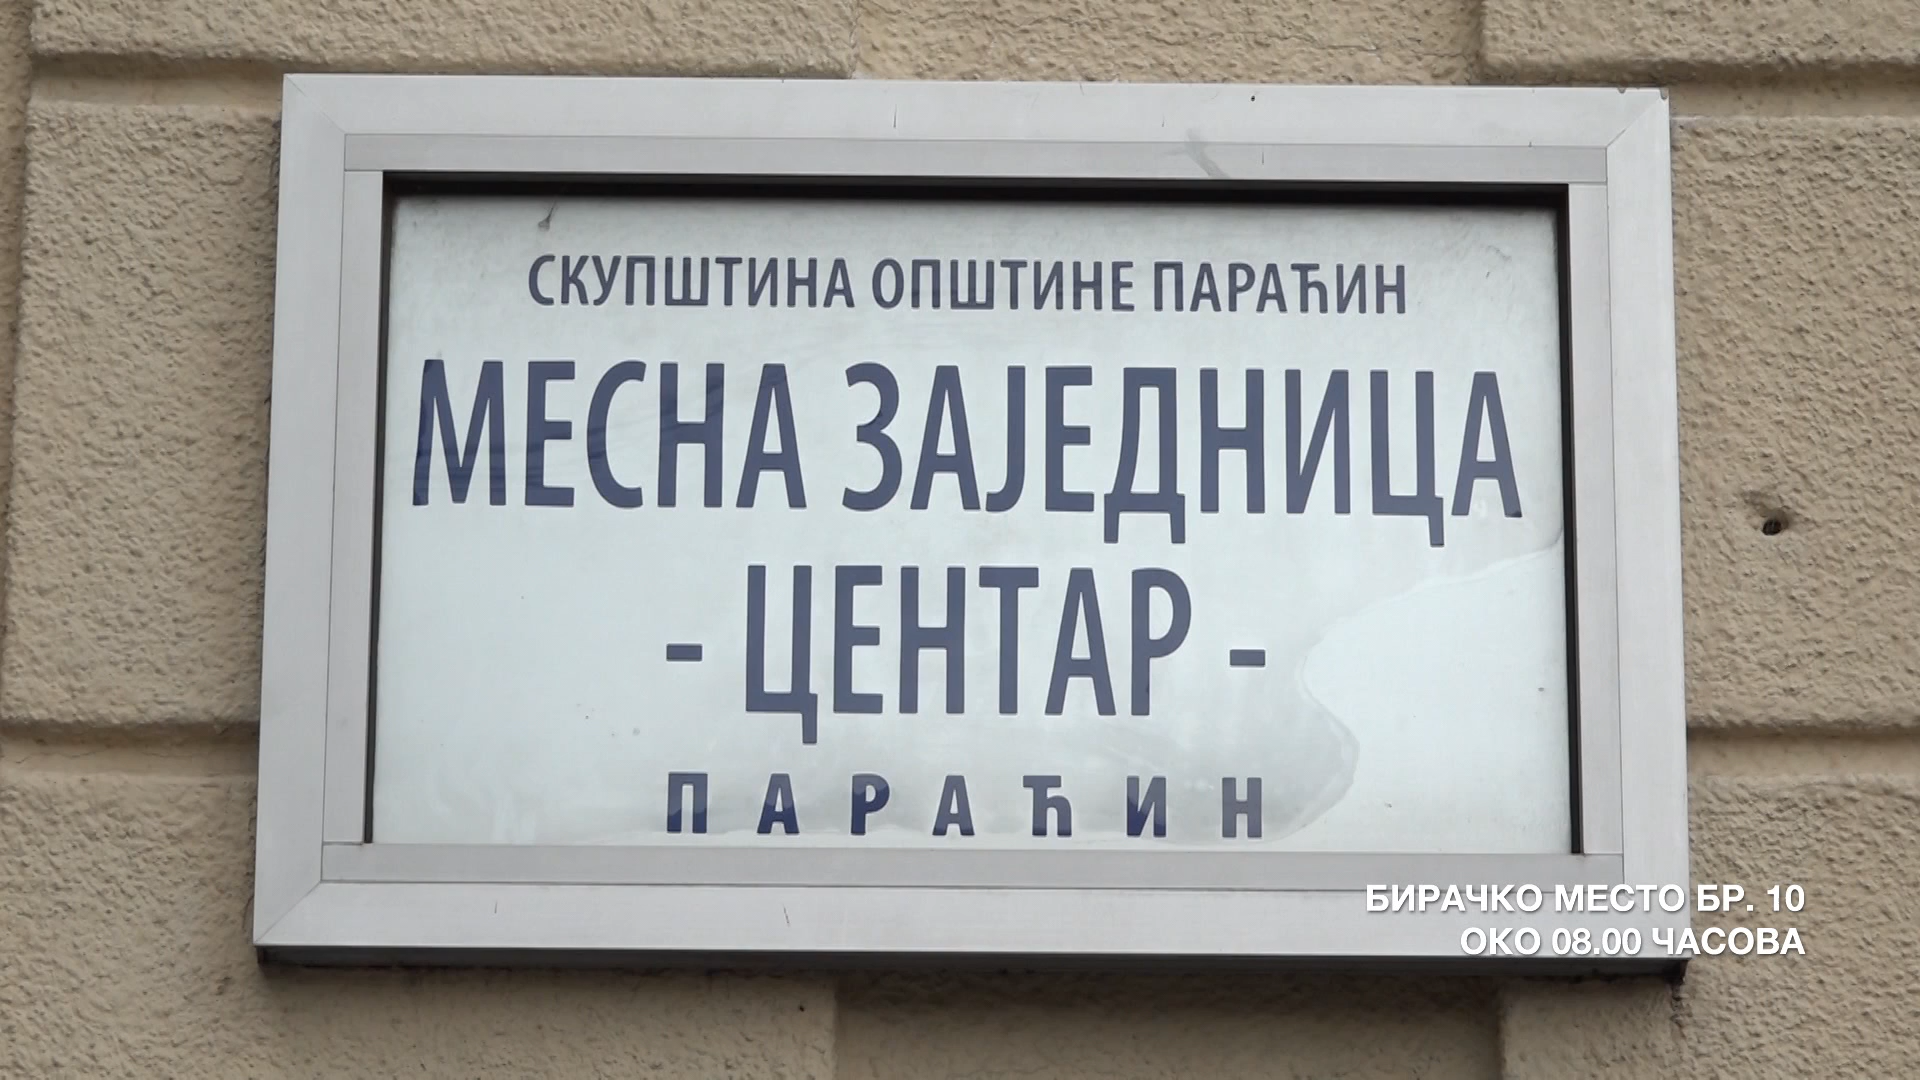 СКУПШТИНА ОПШТИНЕ ПАРАЋИН
МЕСНА ЗАЈЕДНИЦА
- ЦЕНТАР -
ПАРАЋИН
БИРАЧКО МЕСТО БР. 10
ОКО 08.00 ЧАСОВА